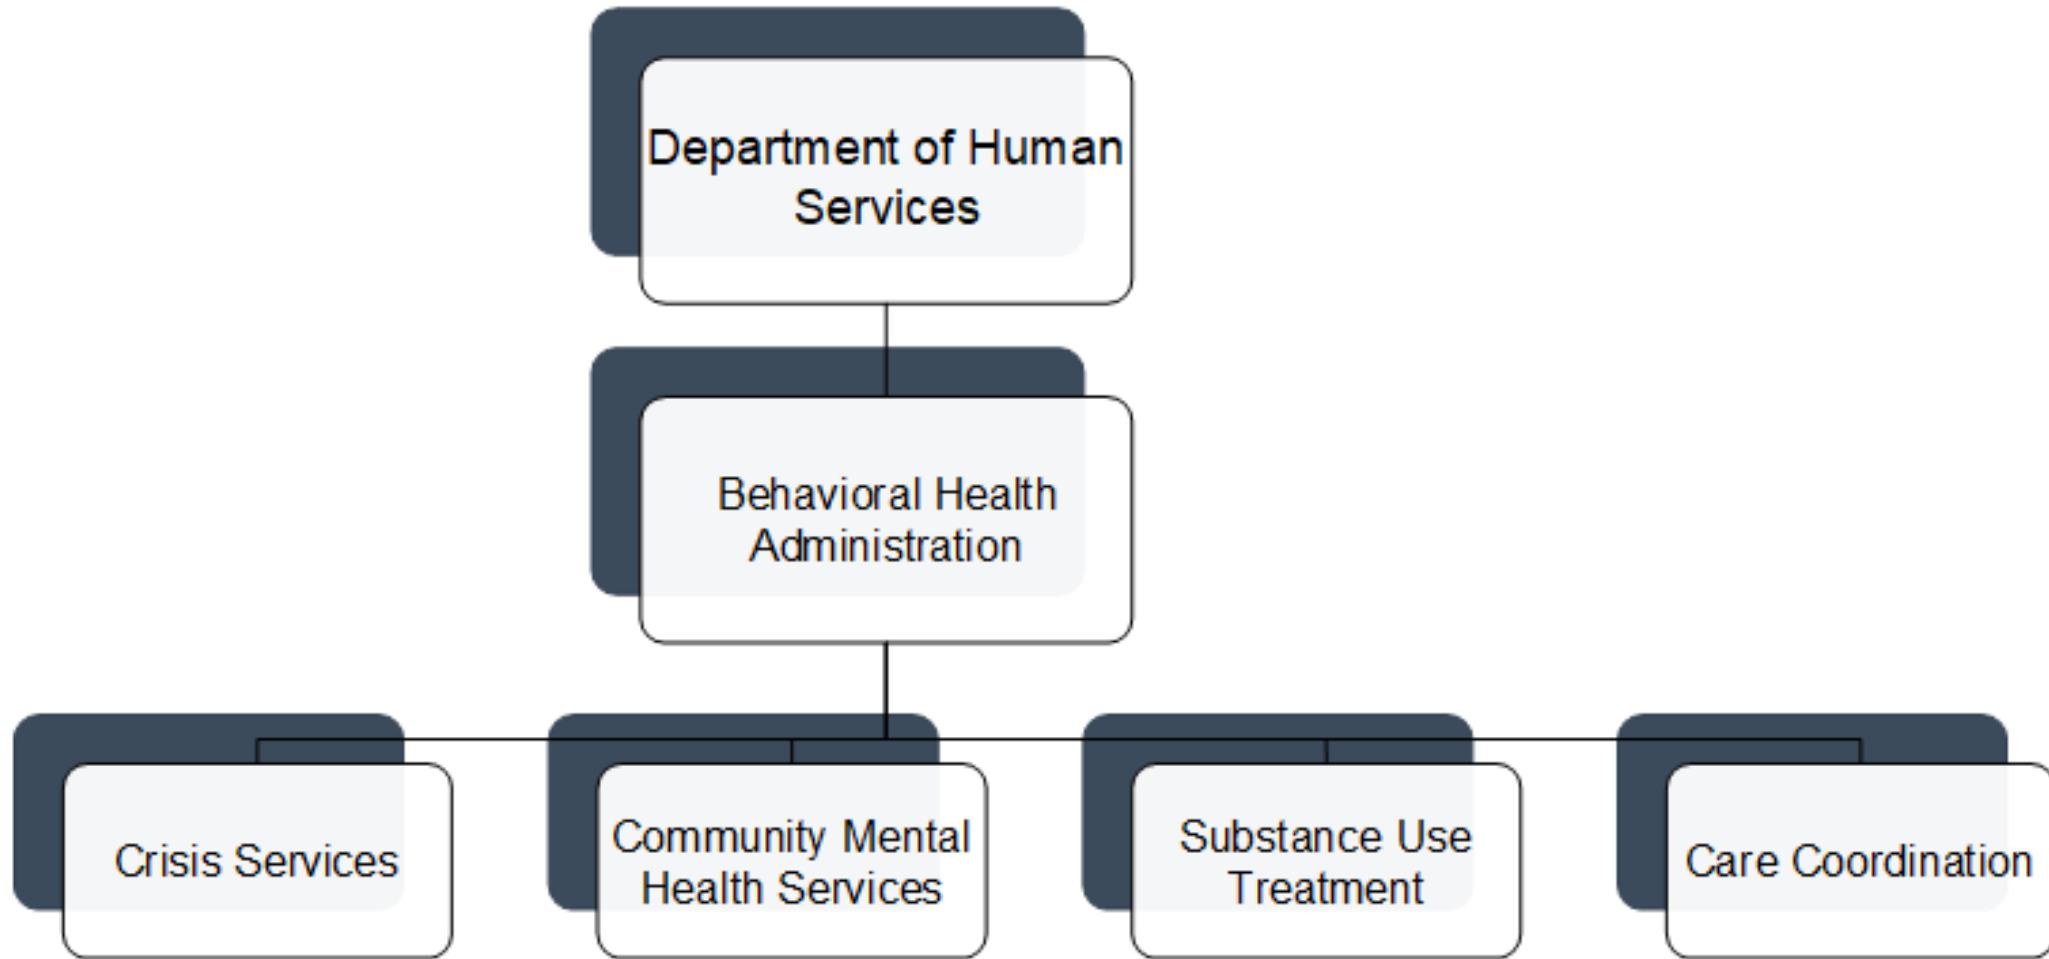 Department of Human
Services
Behavioral Health
Administration
Crisis Services
Community Mental
Health Services
Substance Use
Treatment
Care Coordination